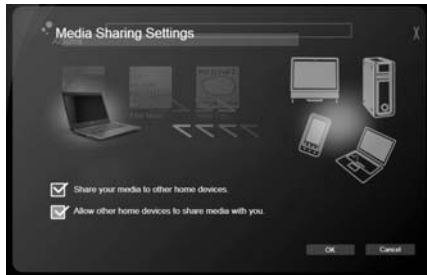 Media Sharing Settings
X
Share your media to other home devices.
Allow other home devices to share media with you.
OK
Cancel